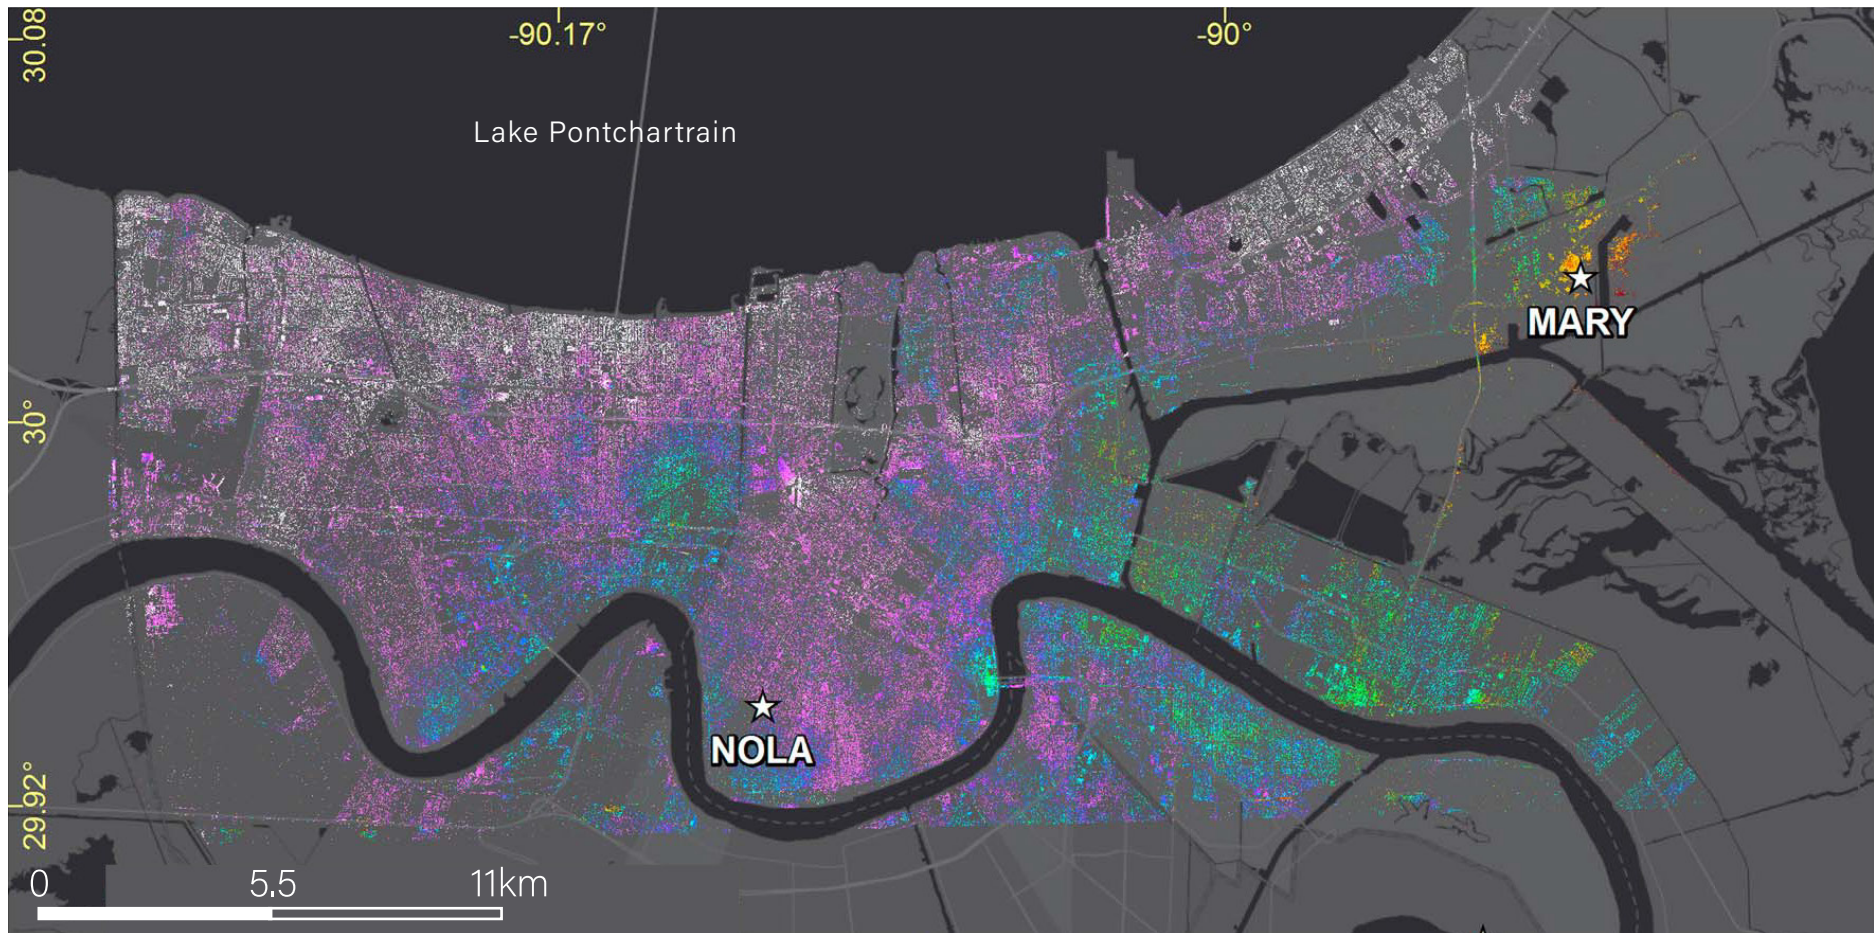 -90.17°
-90°
30.08
Lake Pontchartrain
MARY
30°
NOLA
29.92°
0 5.5 11km